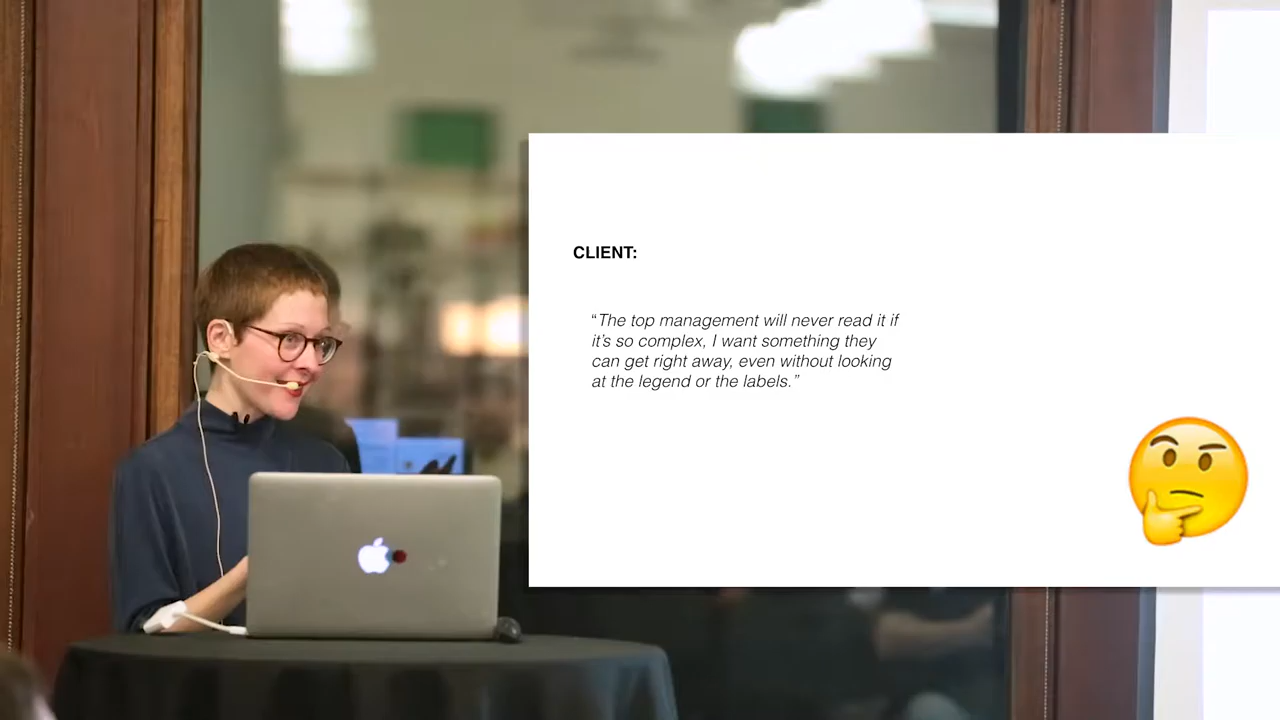 CLIENT:
“The top management will never read it if
it’s so complex, I want something they
can get right away, even without looking
at the legend or the labels.”